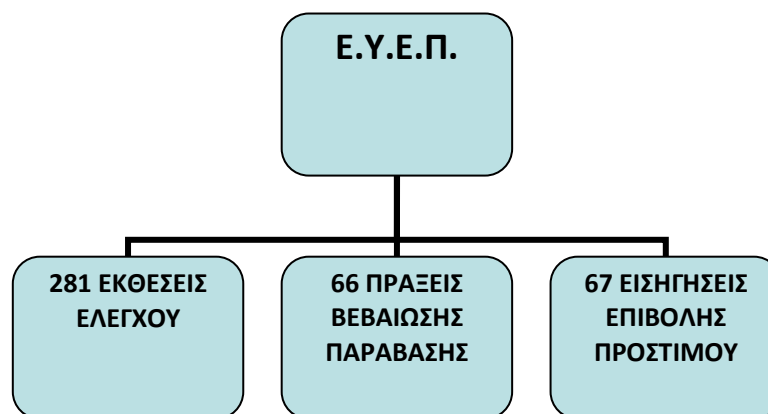 Ε.Υ.Ε.Π.
281 ΕΚΘΕΣΕΙΣ
ΕΛΕΓΧΟΥ
66 ΠΡΑΞΕΙΣ
ΒΕΒΑΙΩΣΗΣ
ΠΑΡΑΒΑΣΗΣ
67 ΕΙΣΗΓΗΣΕΙΣ
ΕΠΙΒΟΛΗΣ
ΠΡΟΣΤΙΜΟΥ